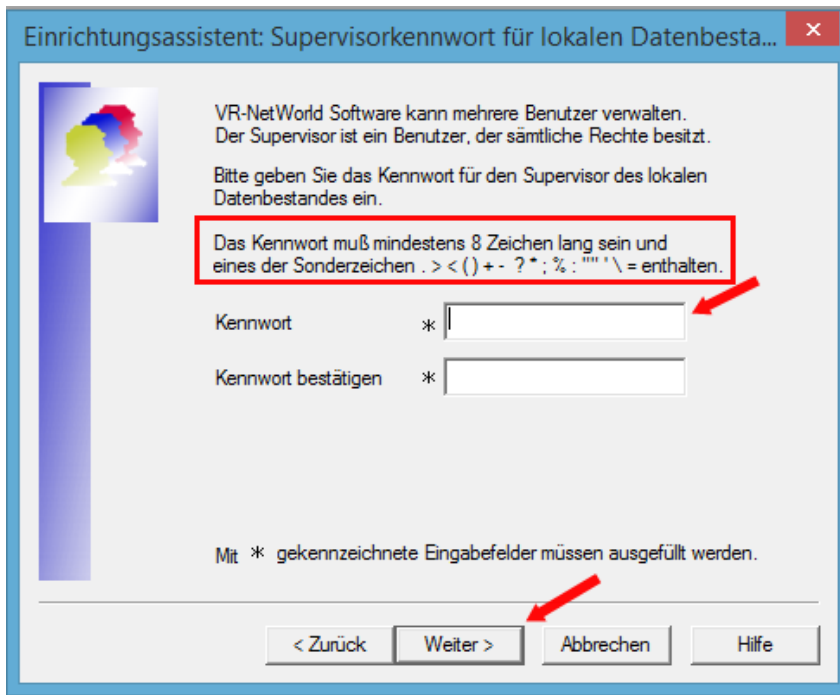 Einrichtungsassistent: Supervisorkennwort für lokalen Datenbesta...
VR-NetWorld Software kann mehrere Benutzer verwalten.
Der Supervisor ist ein Benutzer, der sämtliche Rechte besitzt.
Bitte geben Sie das Kennwort für den Supervisor des lokalen
Datenbestandes ein.
Das Kennwort muß mindestens 8 Zeichen lang sein und
eines der Sonderzeichen . > < ( ) + - ? * ; % : "" ' \ = enthalten.
Kennwort *
Kennwort bestätigen *
Mit * gekennzeichnete Eingabefelder müssen ausgefüllt werden.
< Zurück Weiter > Abbrechen Hilfe